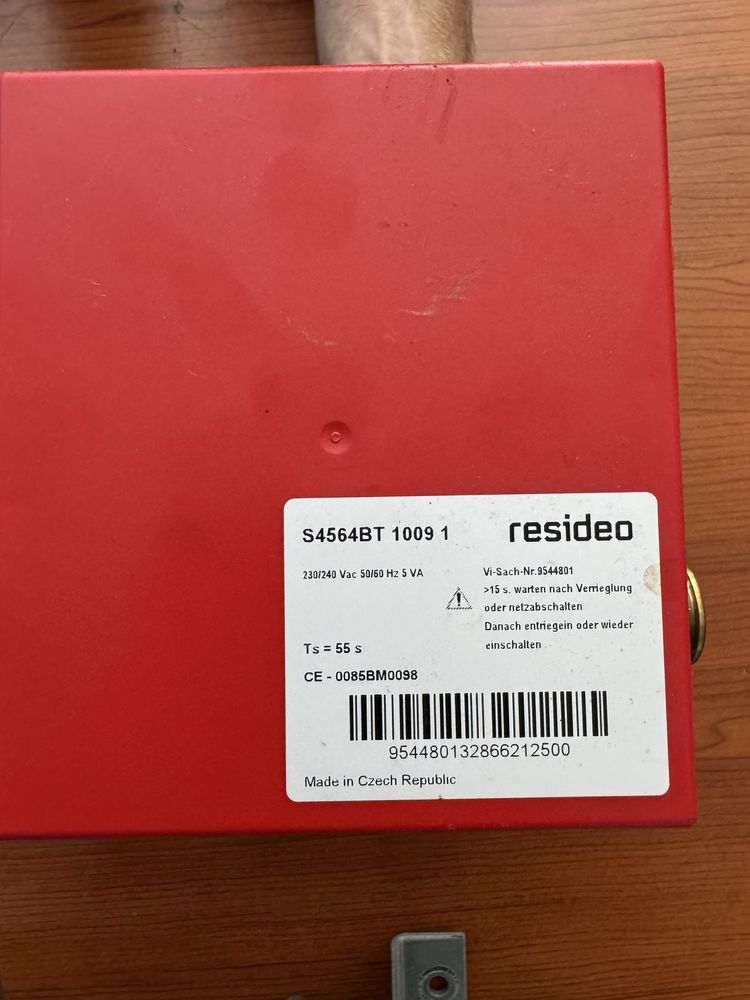 S4564BT 1009 1
resideo
230/240 Vac 50/60 Hz 5 VA
Vi-Sach-Nr.9544801
>15 s. warten nach Verrieglung
oder netzabschalten
Danach entriegeln oder wieder
einschalten
Ts = 55 s
CE - 0085BM0098
954480132866212500
Made in Czech Republic